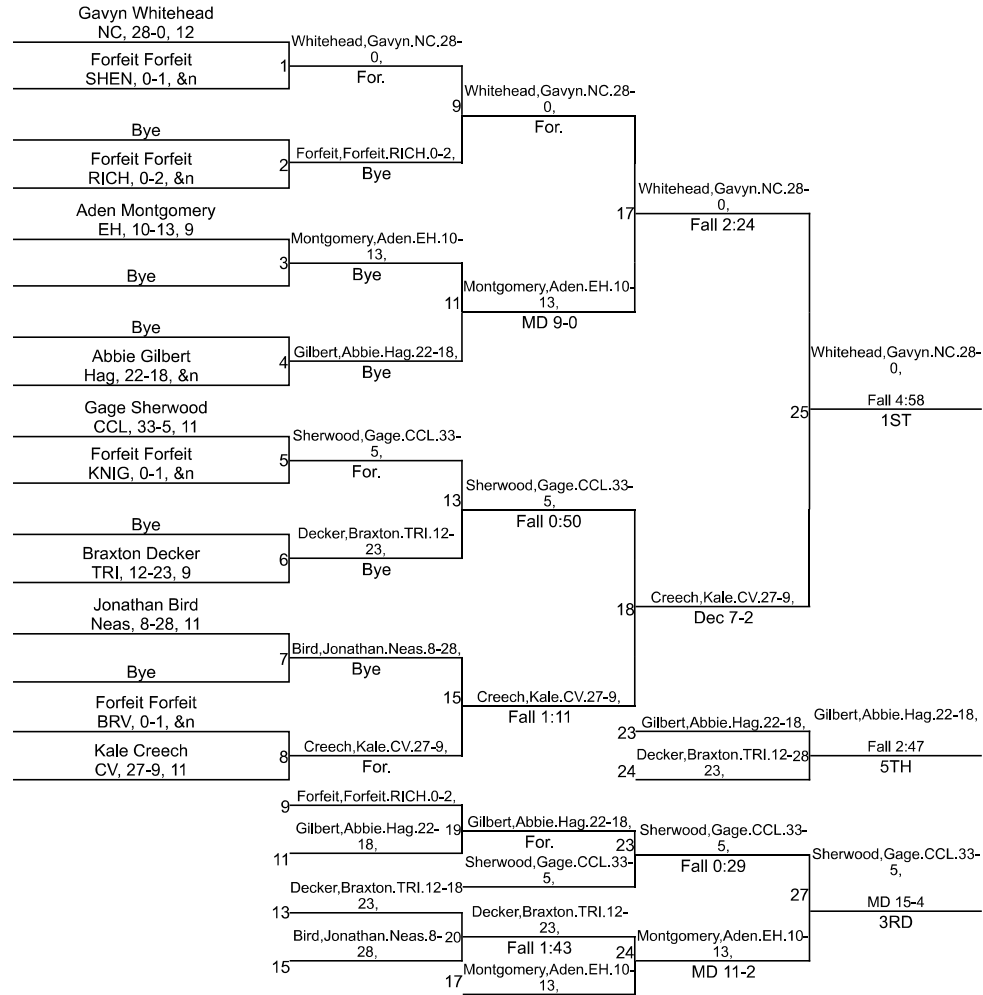 Gavyn Whitehead
NC, 28-0, 12
Forfeit Forfeit
SHEN, 0-1, &n
Bye
Forfeit Forfeit
RICH, 0-2, &n
Aden Montgomery
EH, 10-13, 9
Bye
Bye
Abbie Gilbert
Hag, 22-18, &n
Gage Sherwood
CCL, 33-5, 11
Forfeit Forfeit
KNIG, 0-1, &n
Bye
Braxton Decker
TRI, 12-23, 9
Jonathan Bird
Neas, 8-28, 11
Bye
Forfeit Forfeit
BRV, 0-1, &n
Kale Creech
CV, 27-9, 11
1
Whitehead,Gavyn.NC.28-
0,
For.
2
Forfeit,Forfeit.RICH.0-2,
Bye
3
Montgomery,Aden.EH.10-
13,
Bye
4
Gilbert,Abbie.Hag.22-18,
Bye
5
Sherwood,Gage.CCL.33-
5,
For.
6
Decker,Braxton.TRI.12-
23,
Bye
7
Bird,Jonathan.Neas.8-28,
Bye
8
Creech,Kale.CV.27-9,
For.
9
Whitehead,Gavyn.NC.28-
0,
For.
11
Montgomery,Aden.EH.10-
13,
MD 9-0
13
Sherwood,Gage.CCL.33-
5,
Fall 0:50
15
Creech,Kale.CV.27-9,
Fall 1:11
17
Whitehead,Gavyn.NC.28-
0,
Fall 2:24
18
Creech,Kale.CV.27-9,
Dec 7-2
25
Whitehead,Gavyn.NC.28-
0,
Fall 4:58
1ST
23
Gilbert,Abbie.Hag.22-18,
24
Decker,Braxton.TRI.12-
23,
28
Gilbert,Abbie.Hag.22-18,
Fall 2:47
5TH
9
Forfeit,Forfeit.RICH.0-2,
11
Gilbert,Abbie.Hag.22-
18,
19
Gilbert,Abbie.Hag.22-18,
For.
18
Sherwood,Gage.CCL.33-
5,
23
Sherwood,Gage.CCL.33-
5,
Fall 0:29
13
Decker,Braxton.TRI.12-
23,
15
Bird,Jonathan.Neas.8-
28,
20
Decker,Braxton.TRI.12-
23,
Fall 1:43
17
Montgomery,Aden.EH.10-
13,
24
Montgomery,Aden.EH.10-
13,
MD 11-2
27
Sherwood,Gage.CCL.33-
5,
MD 15-4
3RD